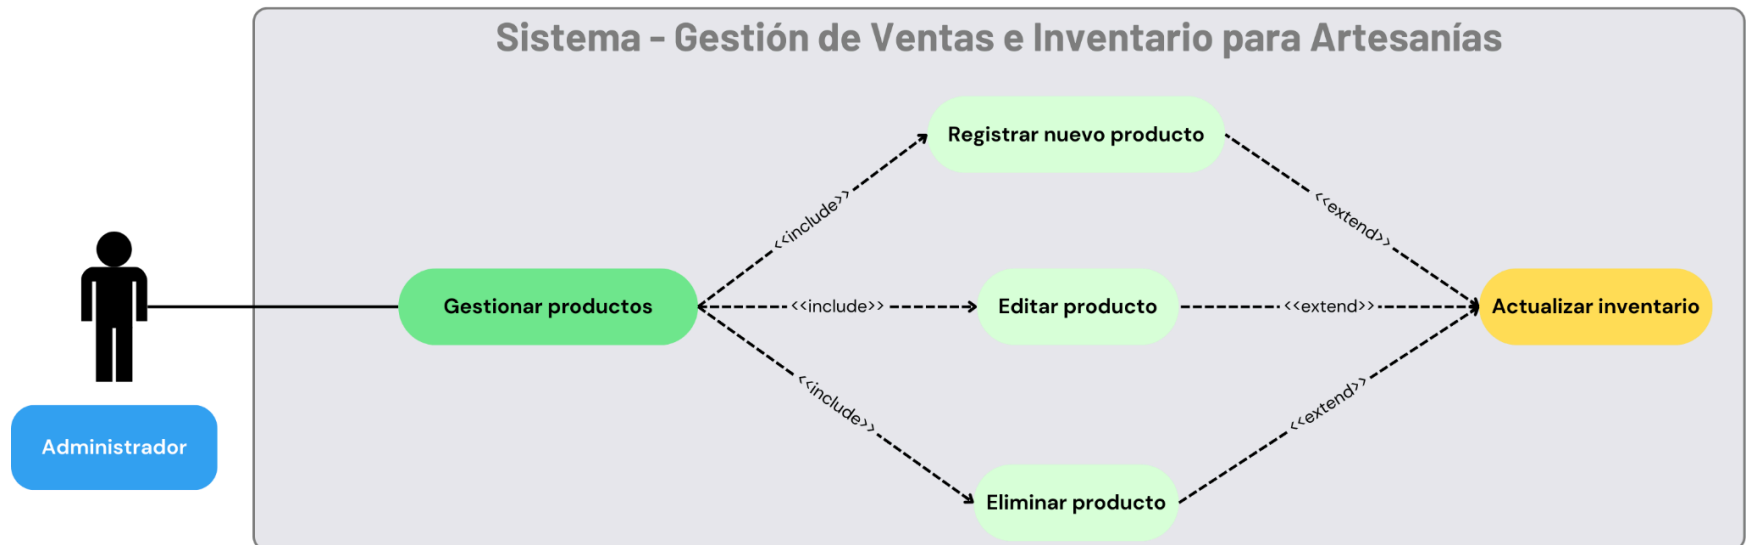 Sistema - Gestión de Ventas e Inventario para Artesanías
Registrar nuevo producto
<<include>>
<<extend>>
Gestionar productos
<<include>>
Editar producto
<<extend>>
Actualizar inventario
<<include>>
<<extend>>
Administrador
Eliminar producto